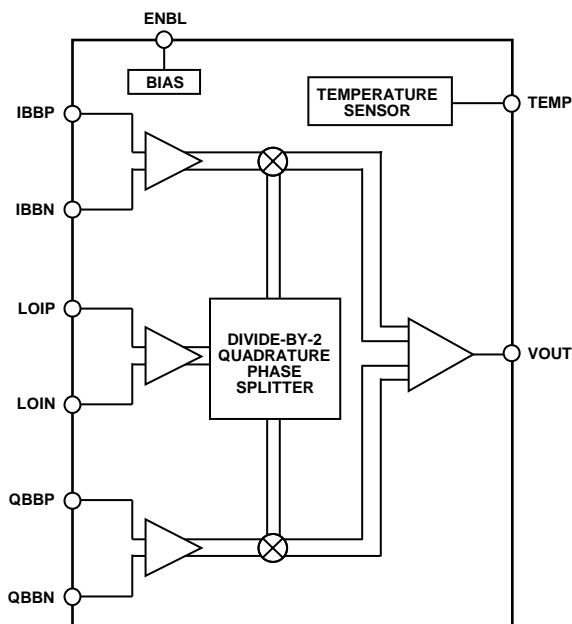 ENBL
BIAS
TEMPERATURE
SENSOR
TEMP
IBBP
IBBN
LOIP
DIVIDE-BY-2
QUADRATURE
PHASE
SPLITTER
VOUT
LOIN
QBBP
QBBN